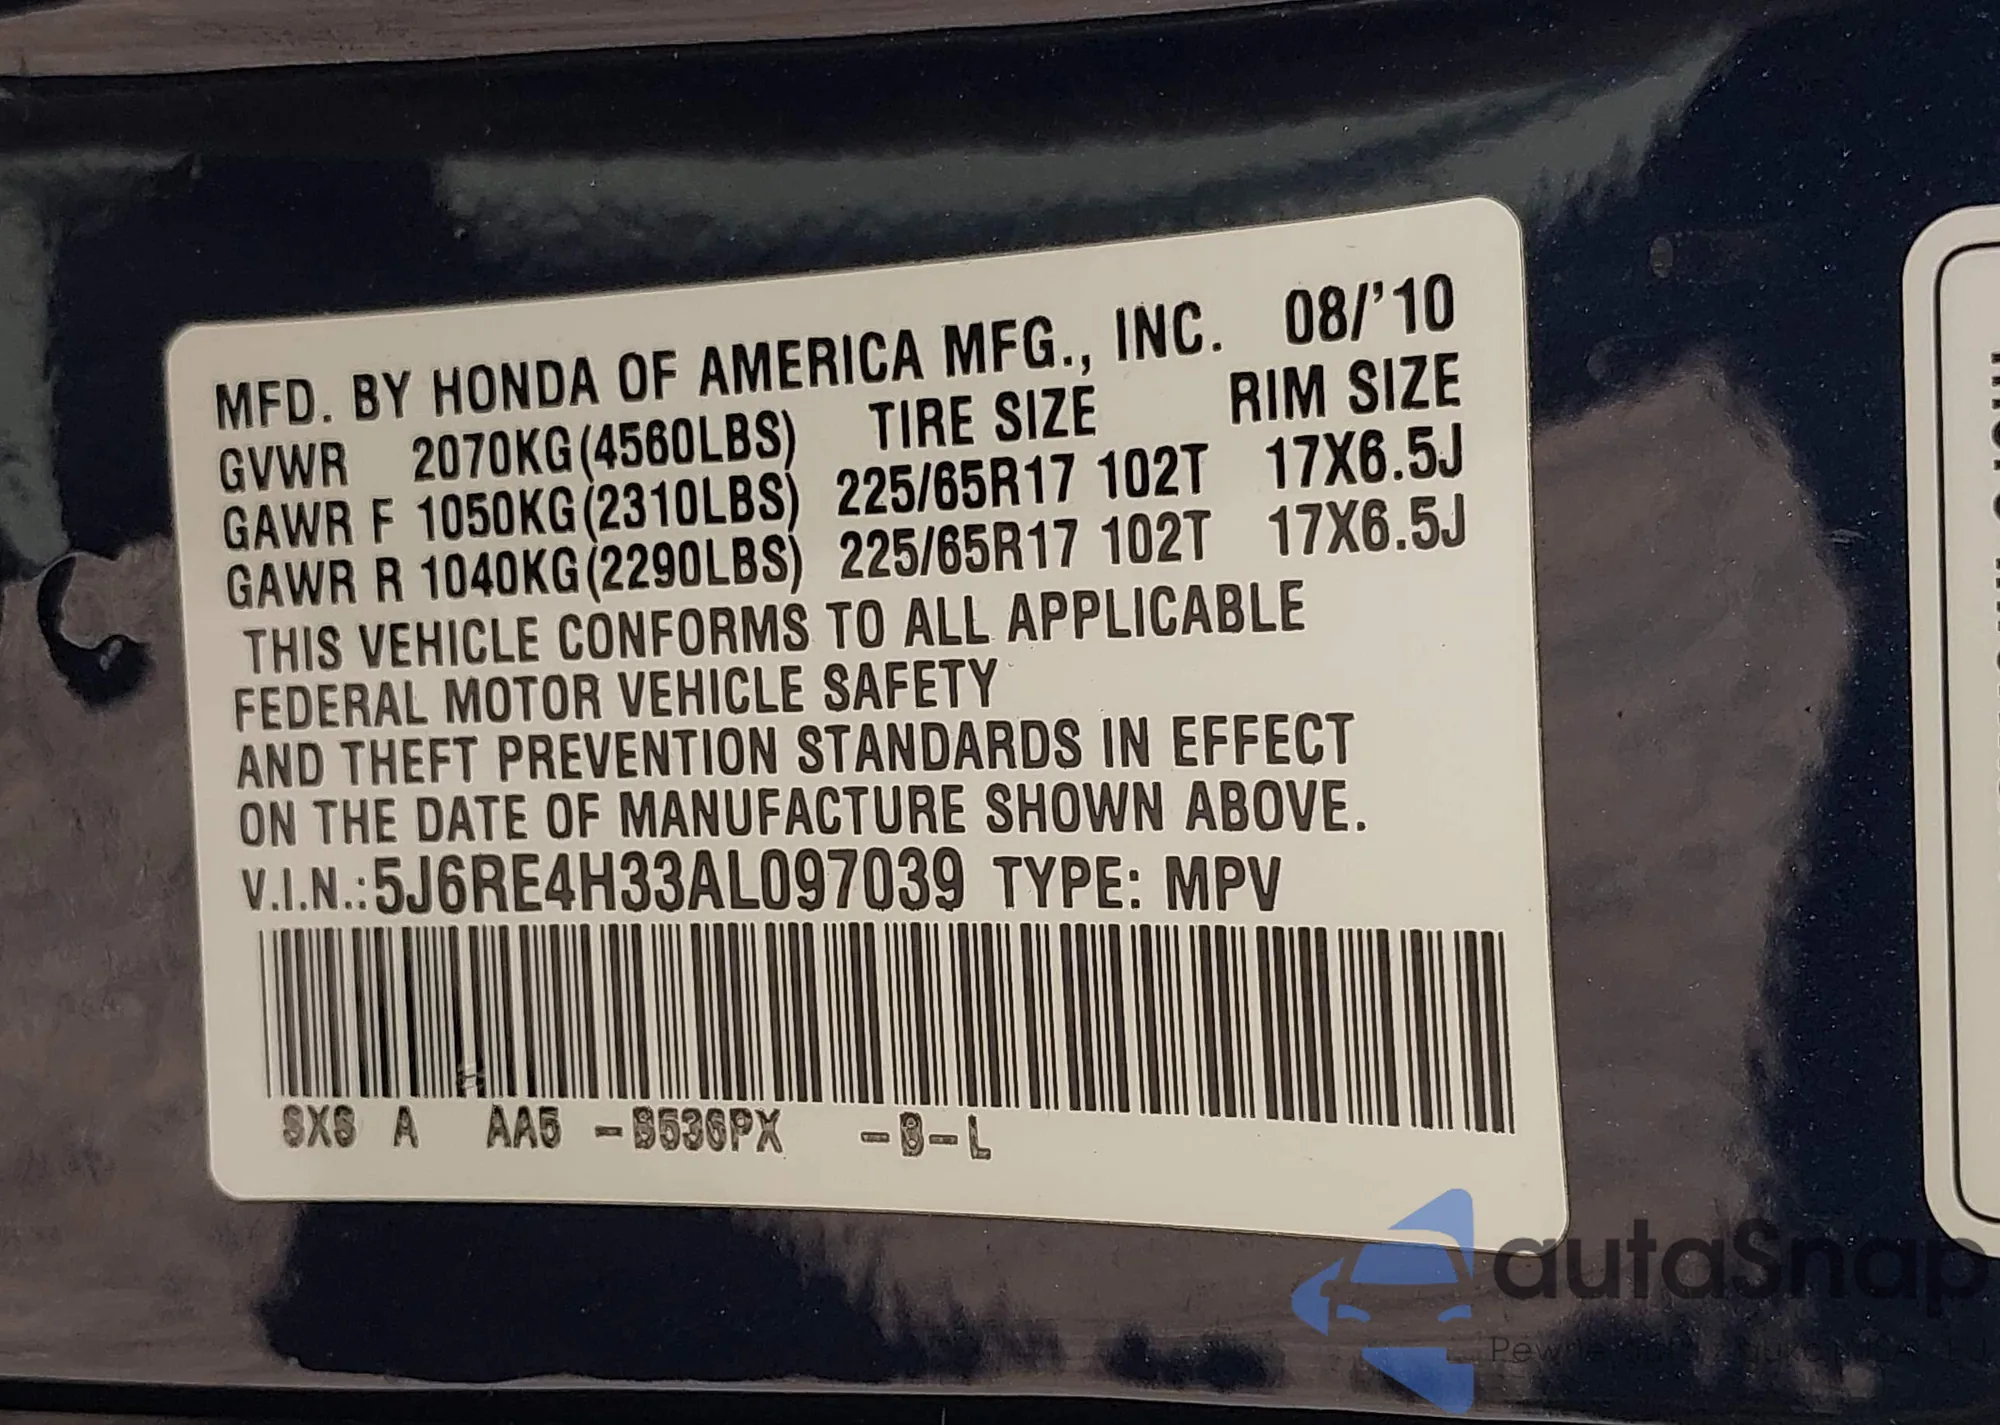 MFD. BY HONDA OF AMERICA MFG., INC. 08/'10
GVWR 2070KG(4560LBS) TIRE SIZE RIM SIZE
GAWR F 1050KG(2310LBS) 225/65R17 102T 17X6.5J
GAWR R 1040KG(2290LBS) 225/65R17 102T 17X6.5J
THIS VEHICLE CONFORMS TO ALL APPLICABLE
FEDERAL MOTOR VEHICLE SAFETY
AND THEFT PREVENTION STANDARDS IN EFFECT
ON THE DATE OF MANUFACTURE SHOWN ABOVE.
V.I.N.:5J6RE4H33AL097039 TYPE: MPV
SXS A AA5 -B536PX -B-L
autaSnap